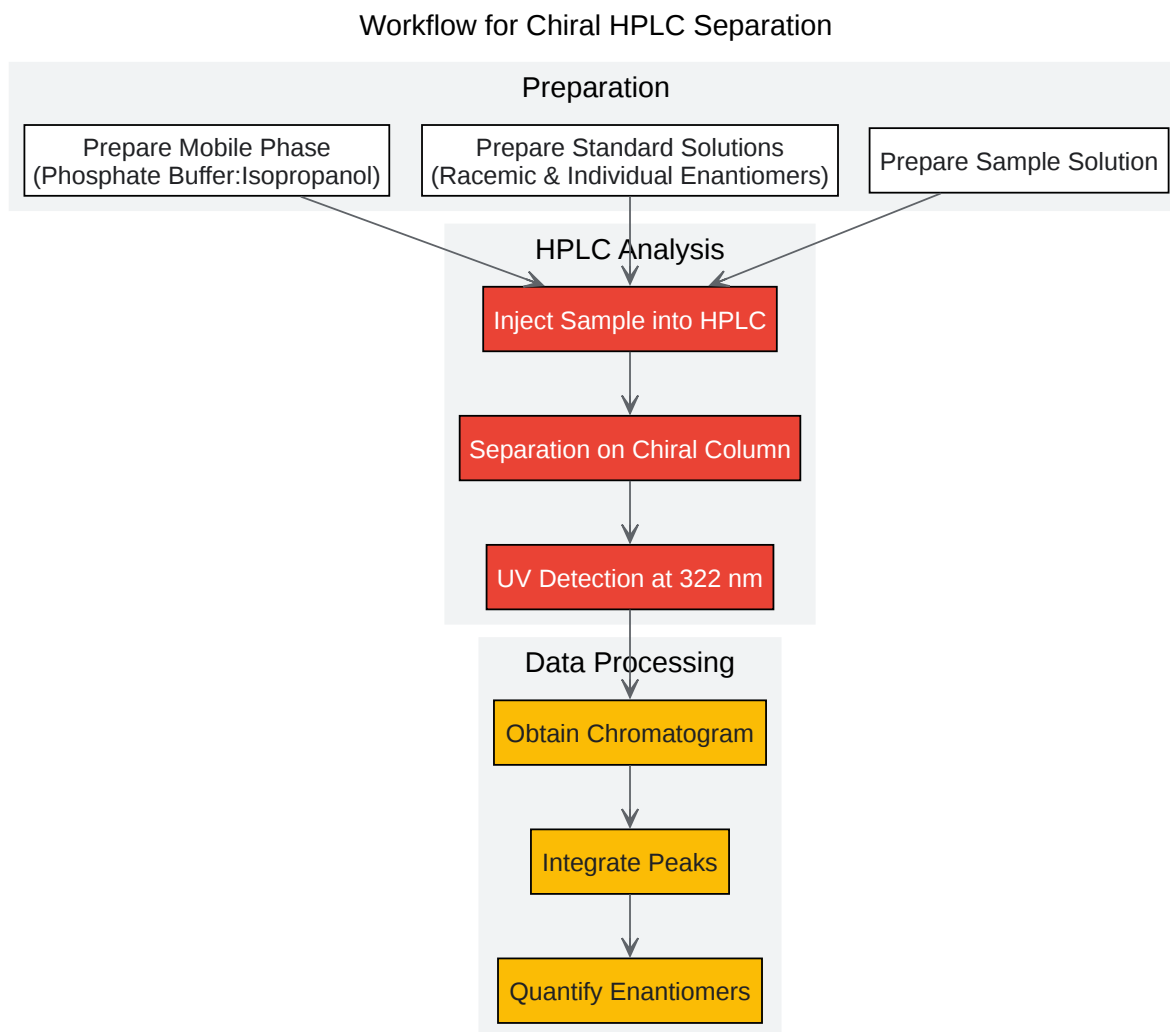 Workflow for Chiral HPLC Separation
Preparation
Prepare Mobile Phase
(Phosphate Buffer:Isopropanol)
Prepare Standard Solutions
(Racemic & Individual Enantiomers)
Prepare Sample Solution
HPLC Analysis
Inject Sample into HPLC
Separation on Chiral Column
UV Detection at 322 nm
Data Processing
Obtain Chromatogram
Integrate Peaks
Quantify Enantiomers